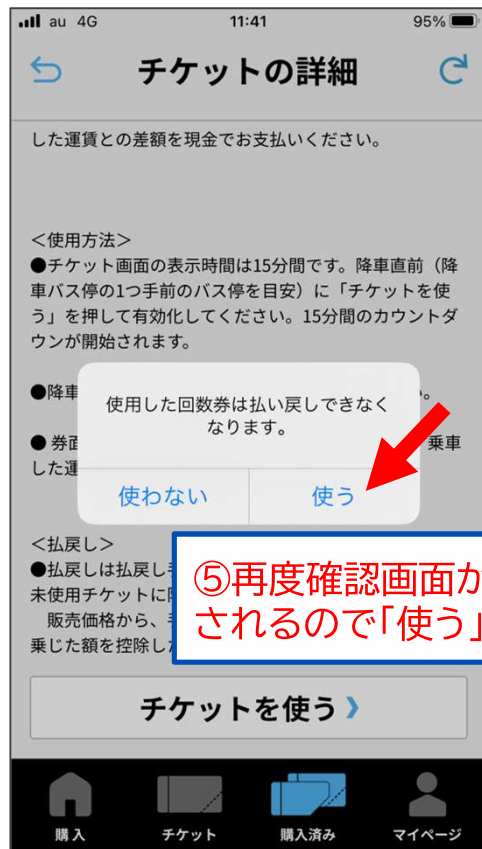 au 4G 11:41 95%
チケットの詳細
した運賃との差額を現金でお支払いください。
<使用方法>
●チケット画面の表示時間は15分間です。降車直前（降
車バス停の1つ手前のバス停を目安）に「チケットを使
う」を押して有効化してください。15分間のカウントダ
ウンが開始されます。
●降車
使用した回数券は払い戻しできなく
なります。
● 券面
乗車
した運
使わない 使う
<払戻し>
●払戻しは払戻し
未使用チケットに
販売価格から、
乗じた額を控除し
⑤再度確認画面が
されるので「使う」
チケットを使う 》
購入 チケット 購入済み マイページ